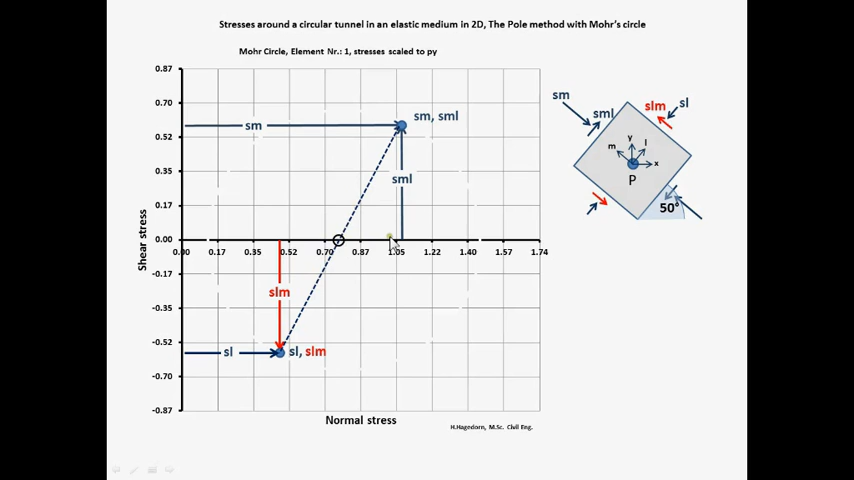 Stresses around a circular tunnel in an elastic medium in 2D, The Pole method with Mohr's circle
Mohr Circle, Element Nr.: 1, stresses scaled to py
0.87
0.70
0.52
0.35
0.17
0.00
-0.17
-0.35
-0.52
-0.70
-0.87
Shear stress
0.00 0.17 0.35 0.52 0.70 0.87 1.05 1.22 1.40 1.57 1.74
Normal stress
sm
sm, sml
sml
slm
sl
sl, slm
sm
sml
slm
sl
m
y
l
x
P
50°
H.Hagedorn, M.Sc. Civil Eng.